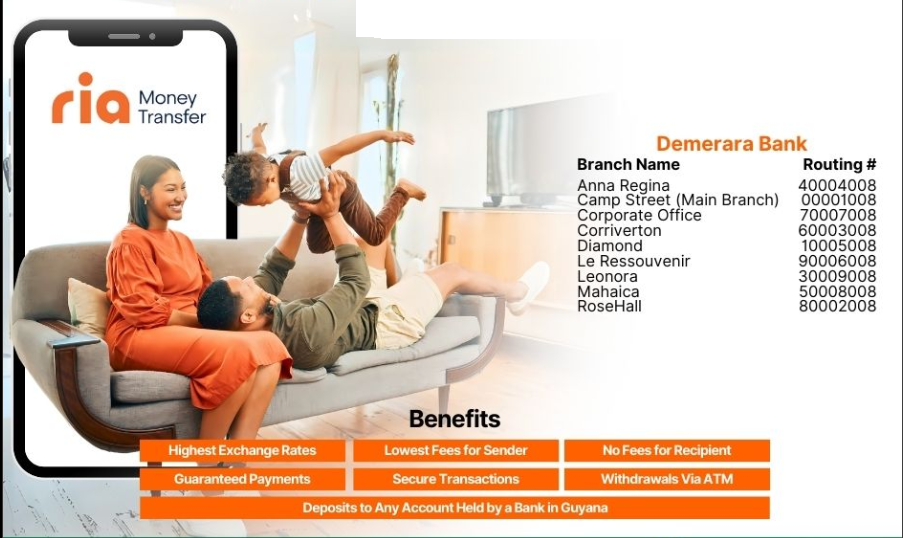 ria Money
Transfer
Demerara Bank
Branch Name Routing #
Anna Regina 40004008
Camp Street (Main Branch) 00001008
Corporate Office 70007008
Corriverton 60003008
Diamond 10005008
Le Ressouvenir 90006008
Leonora 30009008
Mahaica 50008008
RoseHall 80002008
Benefits
Highest Exchange Rates Lowest Fees for Sender No Fees for Recipient
Guaranteed Payments Secure Transactions Withdrawals Via ATM
Deposits to Any Account Held by a Bank in Guyana